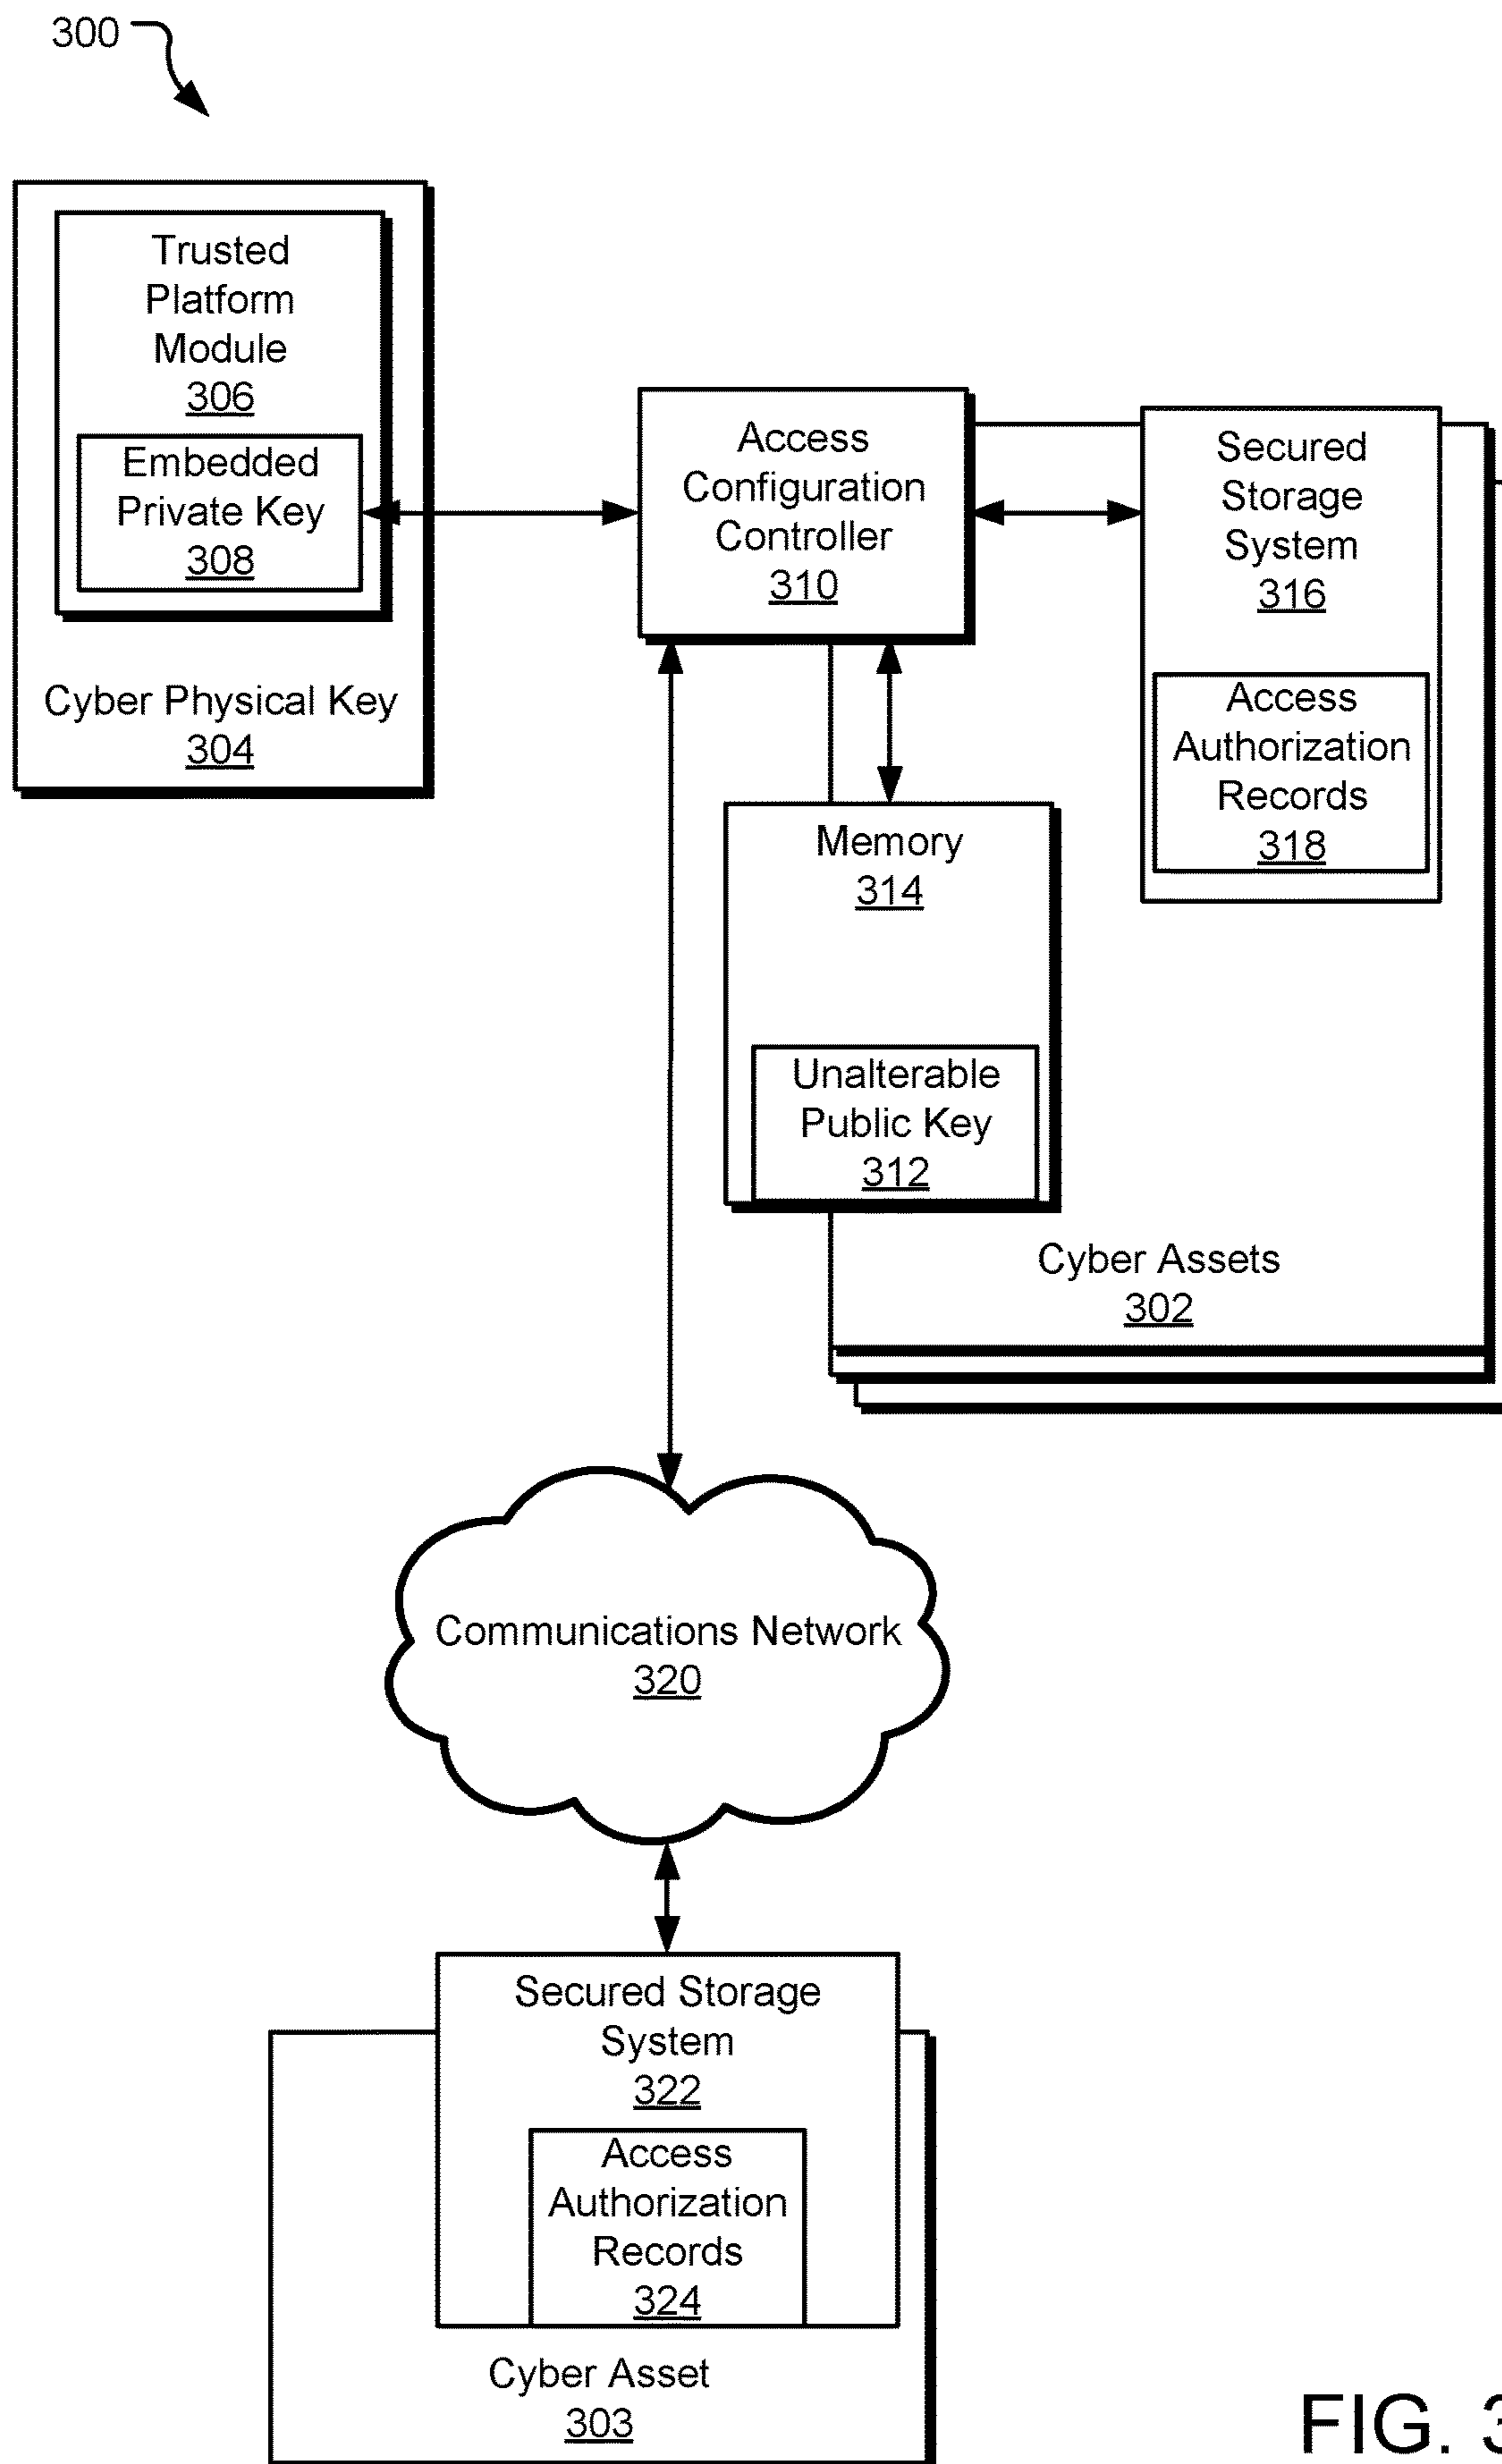 300
Trusted
Platform
Module
306
Embedded
Private Key
308
Cyber Physical Key
304
Access
Configuration
Controller
310
Secured
Storage
System
316
Access
Authorization
Records
318
Memory
314
Unalterable
Public Key
312
Cyber Assets
302
Communications Network
320
Secured Storage
System
322
Access
Authorization
Records
324
Cyber Asset
303
FIG. 3